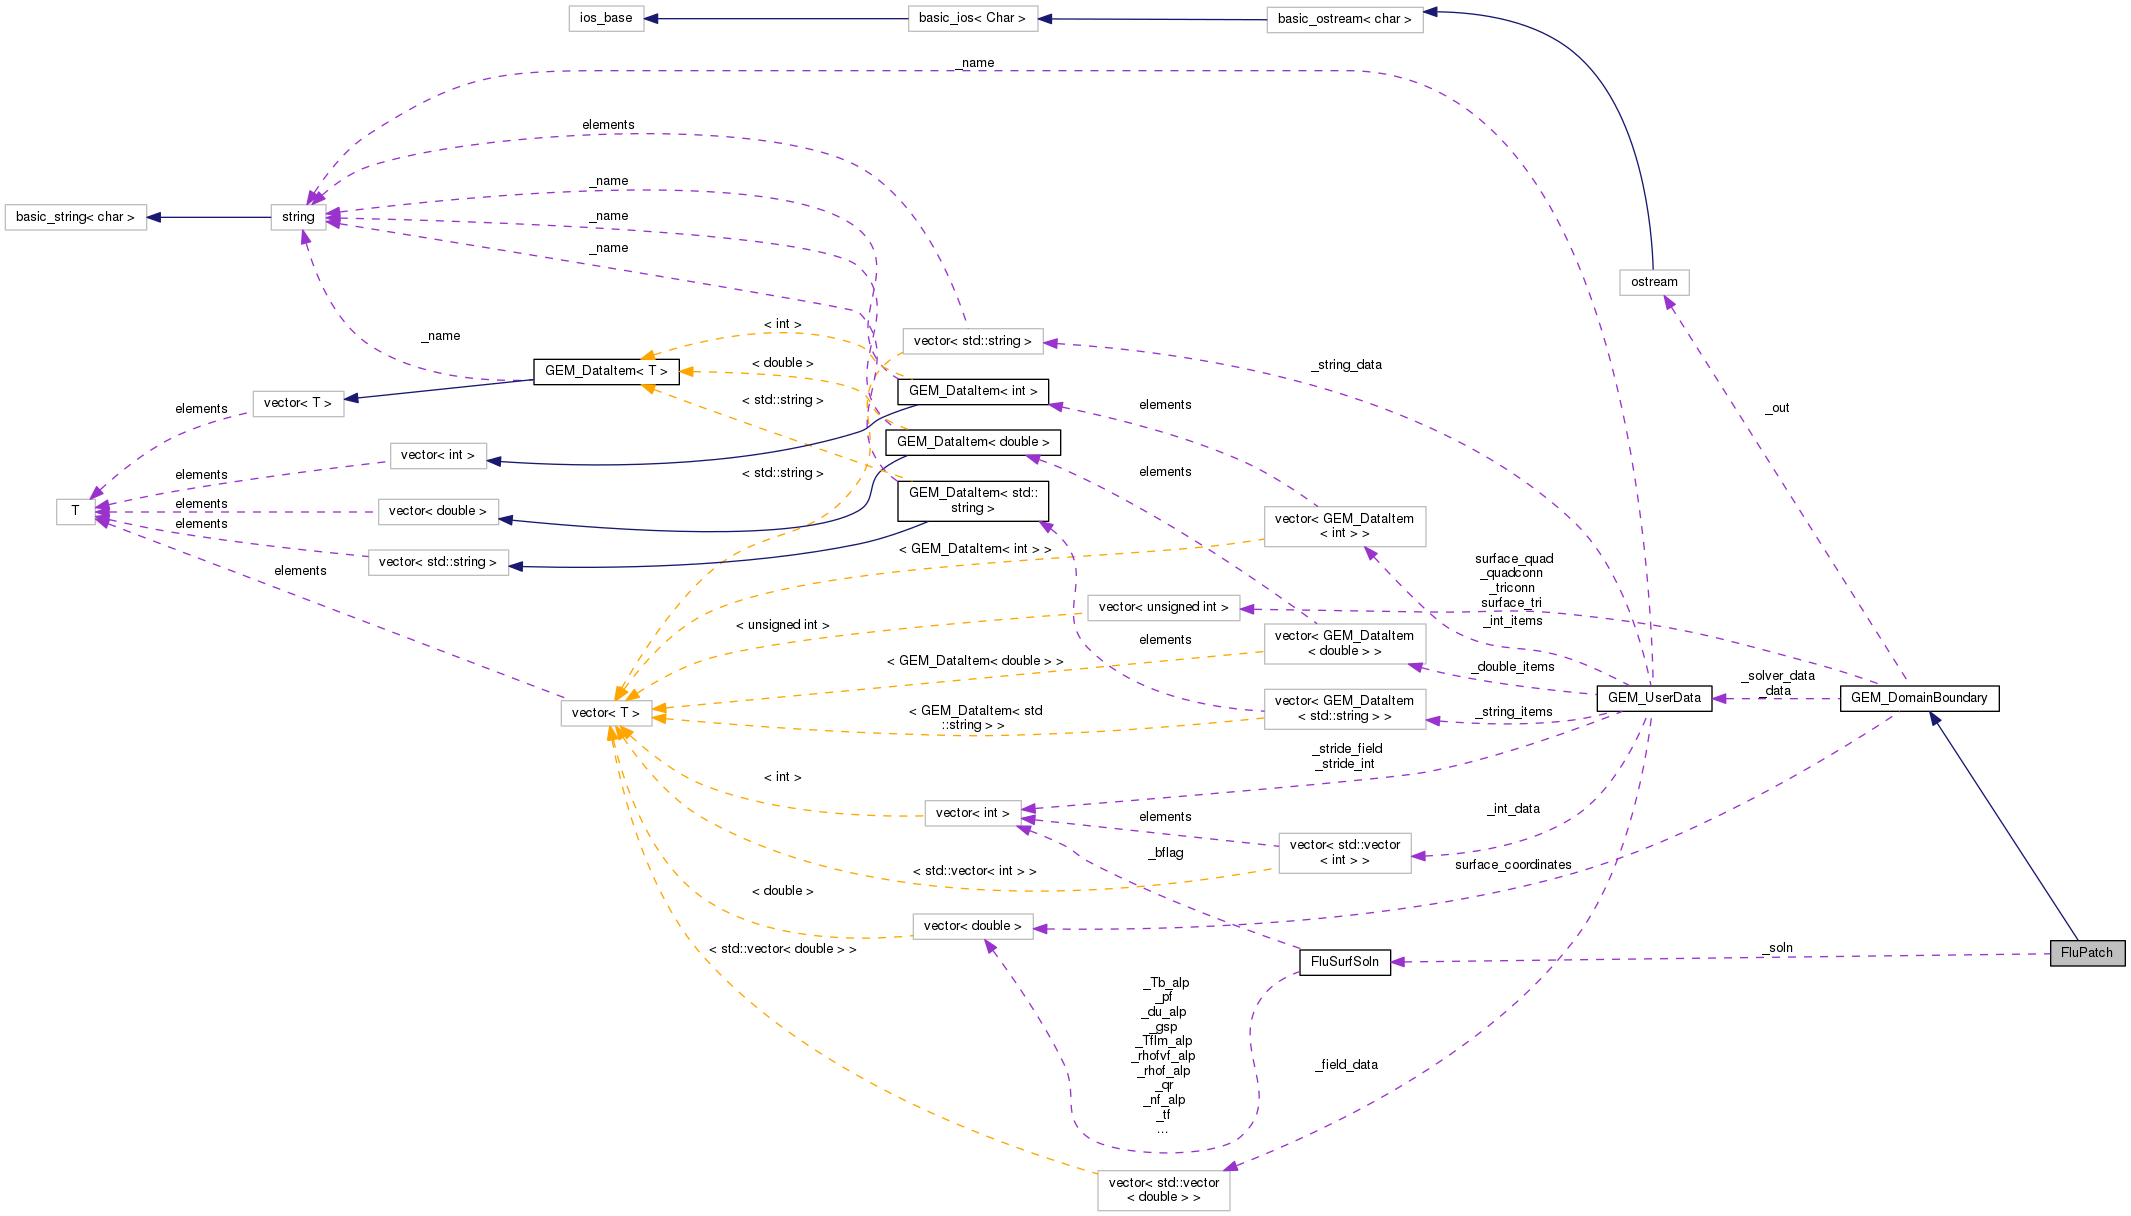 ios_base
basic_ios< Char >
basic_ostream< char >
_name
elements
_name
basic_string< char >
string
_name
_name
ostream
< int >
_name
vector< std::string >
< double >
_string_data
GEM_DataItem< T >
GEM_DataItem< int >
vector< T >
< std::string >
elements
elements
_out
GEM_DataItem< double >
vector< int >
elements
< std::string >
elements
GEM_DataItem< std::
string >
elements
T
vector< double >
elements
vector< GEM_DataItem
< int > >
vector< std::string >
< GEM_DataItem< int > >
elements
surface_quad
_quadconn
_triconn
surface_tri
_int_items
vector< unsigned int >
< unsigned int >
elements
vector< GEM_DataItem
< double > >
< GEM_DataItem< double > >
_double_items
_solver_data
_data
GEM_UserData
GEM_DomainBoundary
vector< T >
< GEM_DataItem< std
::string > >
vector< GEM_DataItem
< std::string > >
_string_items
_stride_field
_stride_int
< int >
vector< int >
elements
_int_data
_bflag
vector< std::vector
< int > >
surface_coordinates
< std::vector< int > >
< double >
vector< double >
< std::vector< double > >
_soln
FluPatch
FluSurfSoln
_Tb_alp
_pf
_du_alp
_gsp
_Tflm_alp
_rhofvf_alp
_rhof_alp
_qr
_nf_alp
_tf
...
_field_data
vector< std::vector
< double > >